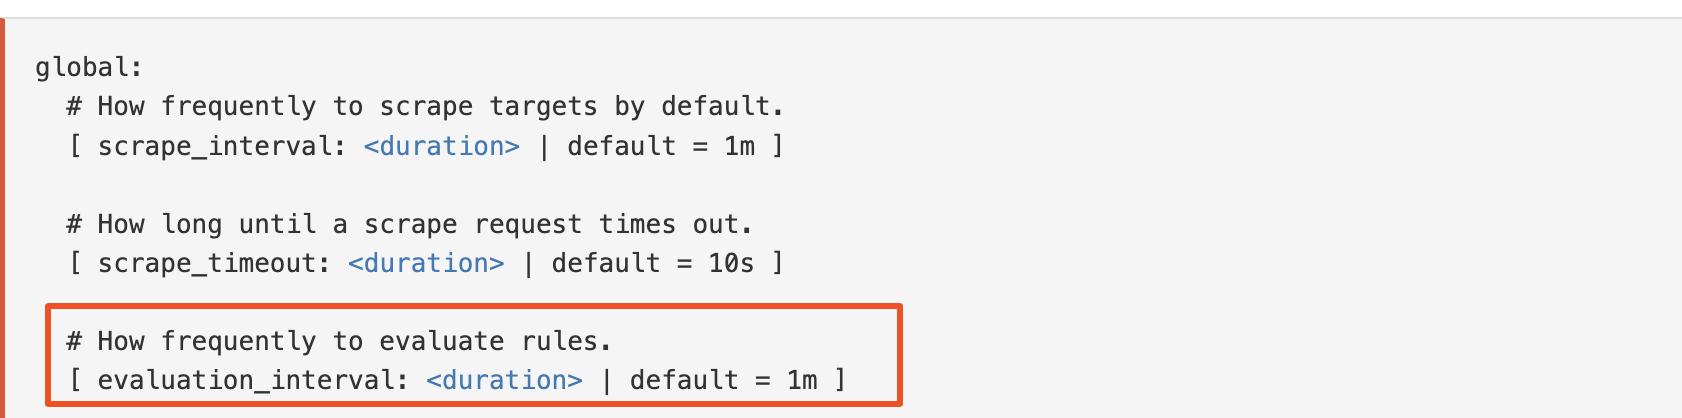 global:
  # How frequently to scrape targets by default.
  [ scrape_interval: <duration> | default = 1m ]

  # How long until a scrape request times out.
  [ scrape_timeout: <duration> | default = 10s ]

  # How frequently to evaluate rules.
  [ evaluation_interval: <duration> | default = 1m ]